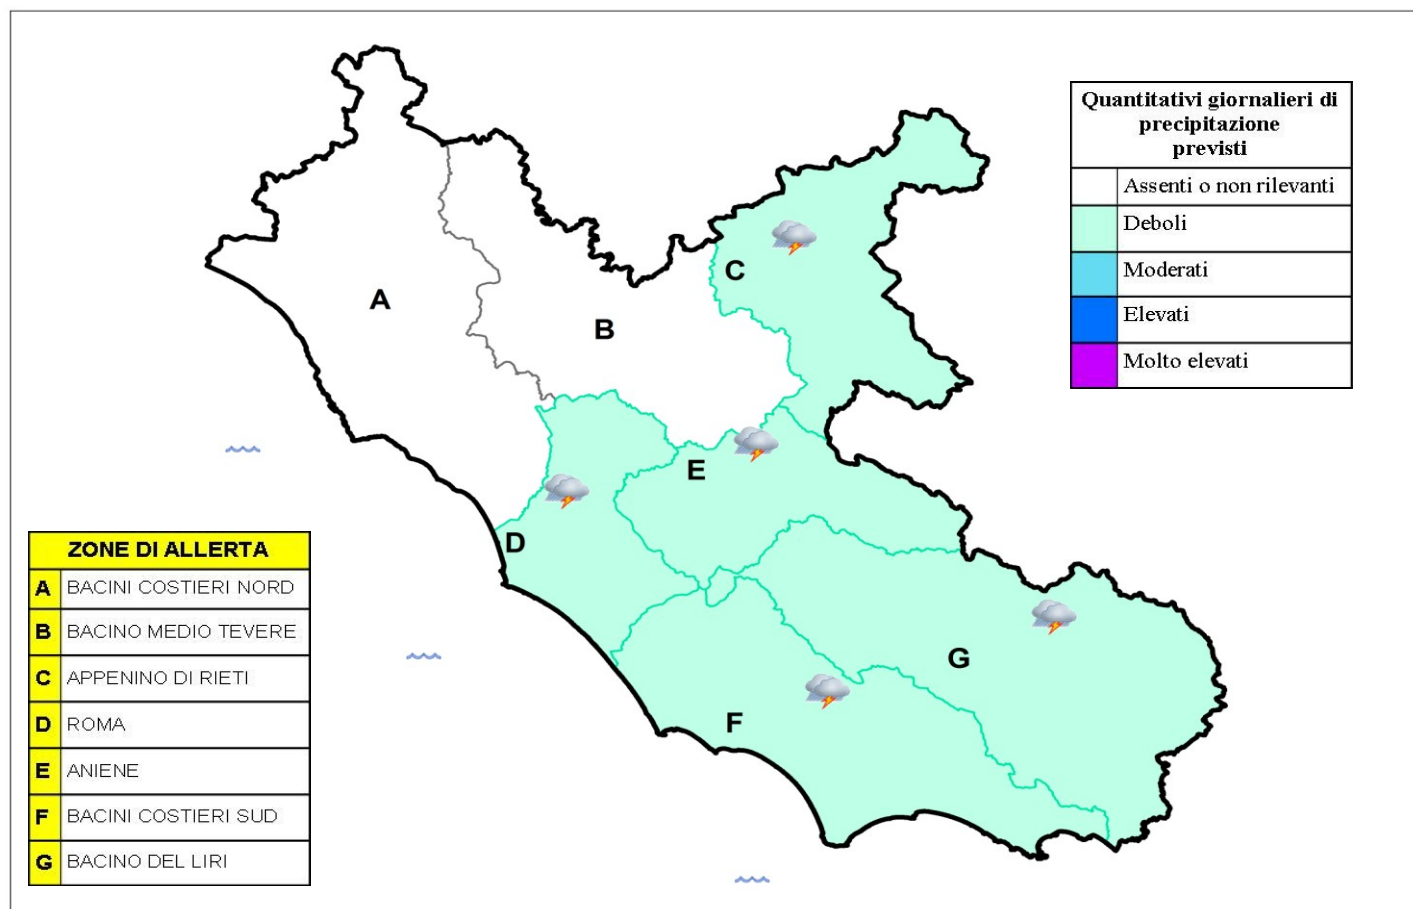 Quantitativi giornalieri di
precipitazione
previsti
Assenti o non rilevanti
Deboli
Moderati
Elevati
Molto elevati
A
B
C
D
E
F
G
ZONE DI ALLERTA
A BACINI COSTIERI NORD
B BACINO MEDIO TEVERE
C APPENINO DI RIETI
D ROMA
E ANIENE
F BACINI COSTIERI SUD
G BACINO DEL LIRI